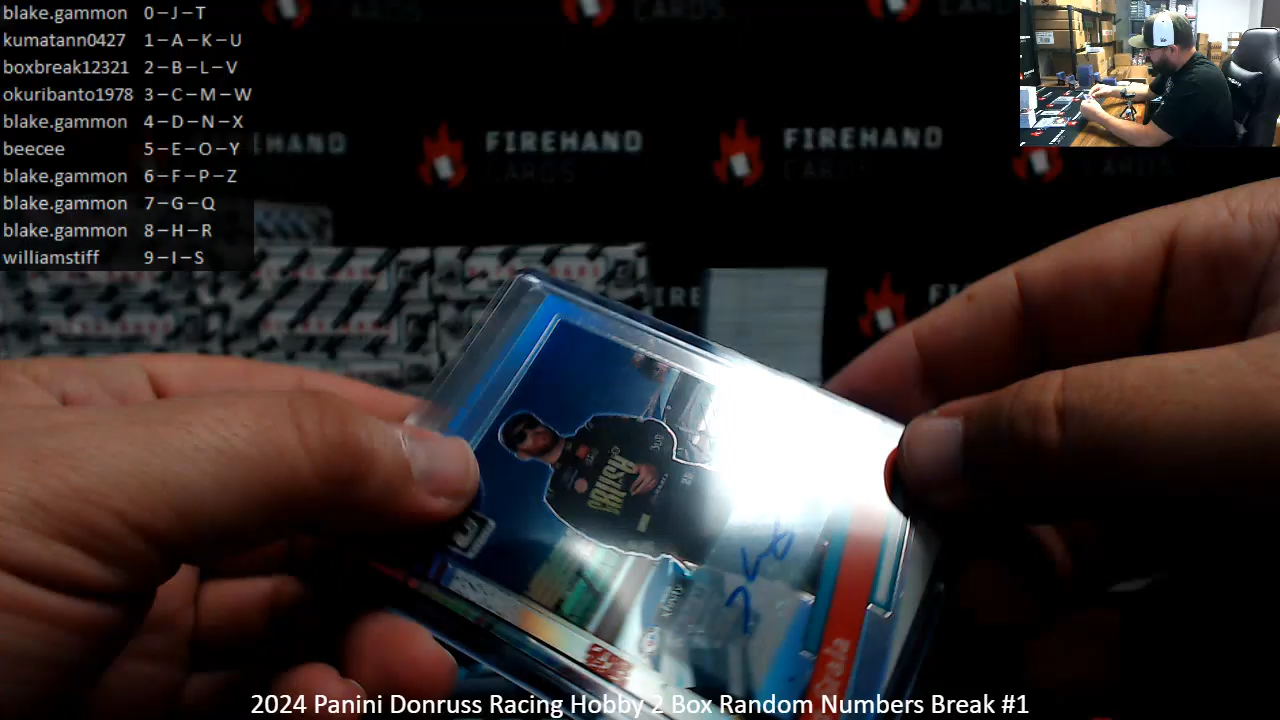 blake.gammon 0-J-T
kumatann0427 1-A-K-U
boxbreak12321 2-B-L-V
okuribanto1978 3-C-M-W
blake.gammon 4-D-N-X
beecee 5-E-O-Y
blake.gammon 6-F-P-Z
blake.gammon 7-G-Q
blake.gammon 8-H-R
williamstiff 9-I-S
CARDS
FIREHAND
CARDS
FIREHAND
CARDS
2024 Panini Donruss Racing Hobby 2 Box Random Numbers Break #1